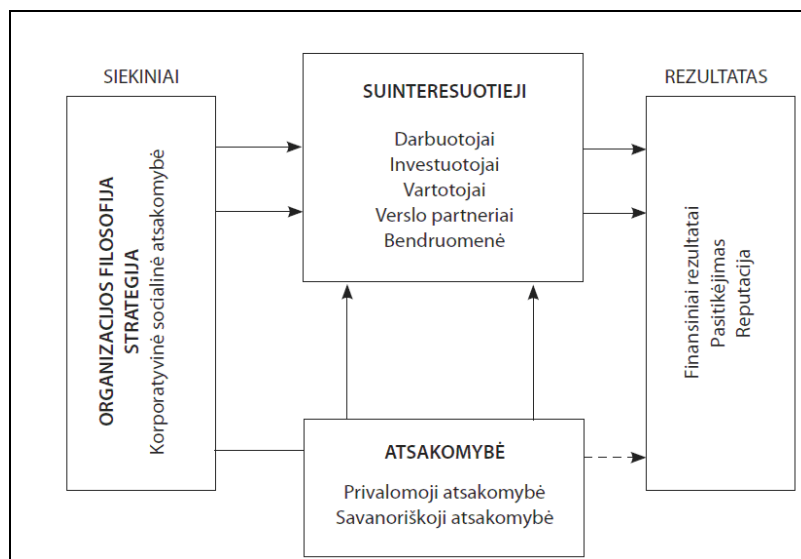 SIEKINIAI
ORGANIZACIJOS FILOSOFIJA
STRATEGIJA
Korporatyvinė socialinė atsakomybė
SUINTERESUOTIEJI
Darbuotojai
Investuotojai
Vartotojai
Verslo partneriai
Bendruomenė
ATSAKOMYBĖ
Privalomoji atsakomybė
Savanoriškoji atsakomybė
REZULTATAS
Finansiniai rezultatai
Pasitikėjimas
Reputacija